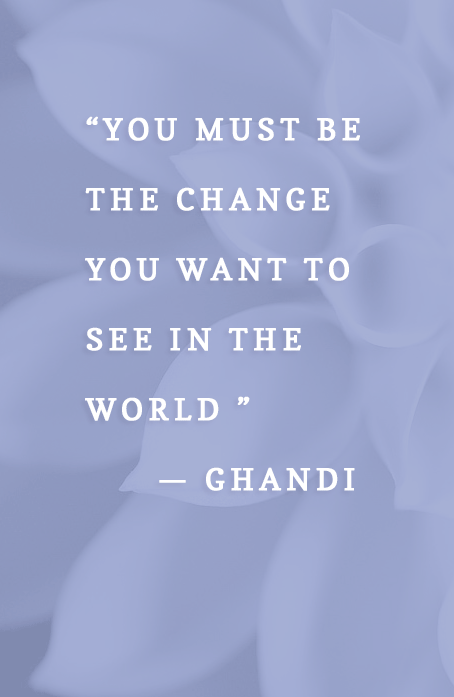 “YOU MUST BE
THE CHANGE
YOU WANT TO
SEE IN THE
WORLD ”
— GHANDI